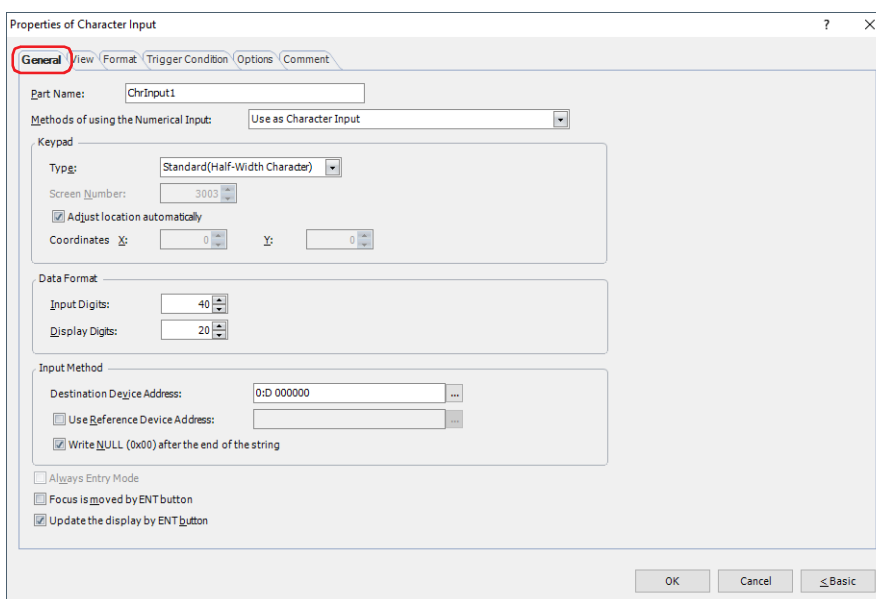 Properties of Character Input ? X
General View Format Trigger Condition Options Comment
Part Name: ChrInput1
Methods of using the Numerical Input: Use as Character Input
Keypad
Type: Standard(Half-Width Character)
Screen Number: 3003
Adjust location automatically
Coordinates X: 0 Y: 0
Data Format
Input Digits: 40
Display Digits: 20
Input Method
Destination Device Address: 0:D 000000 ...
Use Reference Device Address: ...
Write NULL (0x00) after the end of the string
Always Entry Mode
Focus is moved by ENT button
Update the display by ENT button
OK Cancel < Basic